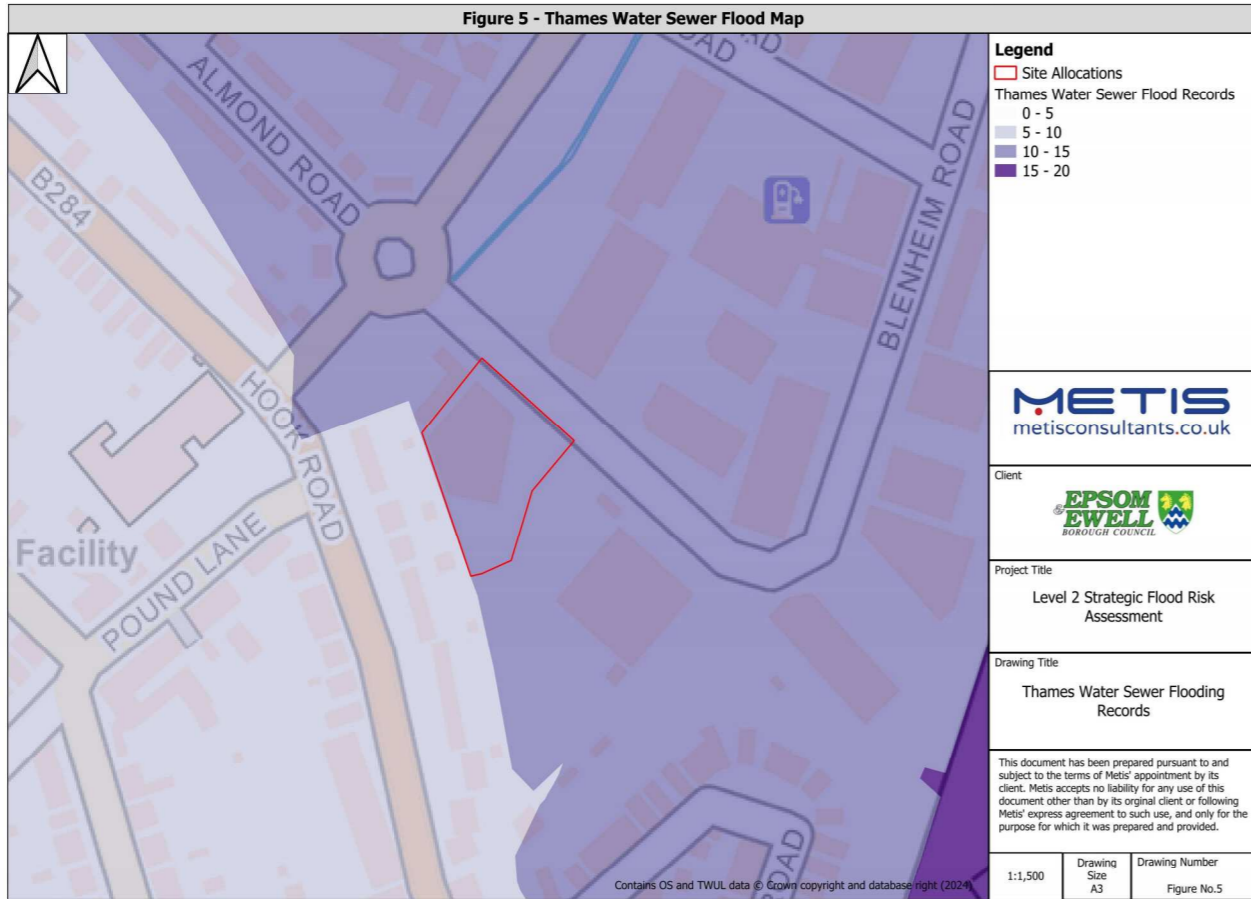 Figure 5 - Thames Water Sewer Flood Map
ALMOND ROAD
B284
HOOK ROAD
POUND LANE
Facility
ROAD
BLENHEIM ROAD
ROAD
Contains OS and TWUL data © Crown copyright and database right (2024)
Legend
Site Allocations
Thames Water Sewer Flood Records
0 - 5
5 - 10
10 - 15
15 - 20
METIS
metisconsultants.co.uk
Client
EPSOM
& EWELL
BOROUGH COUNCIL
Project Title
Level 2 Strategic Flood Risk
Assessment
Drawing Title
Thames Water Sewer Flooding
Records
This document has been prepared pursuant to and
subject to the terms of Metis' appointment by its
client. Metis accepts no liability for any use of this
document other than by its orginal client or following
Metis' express agreement to such use, and only for the
purpose for which it was prepared and provided.
1:1,500
Drawing
Size
A3
Drawing Number
Figure No.5